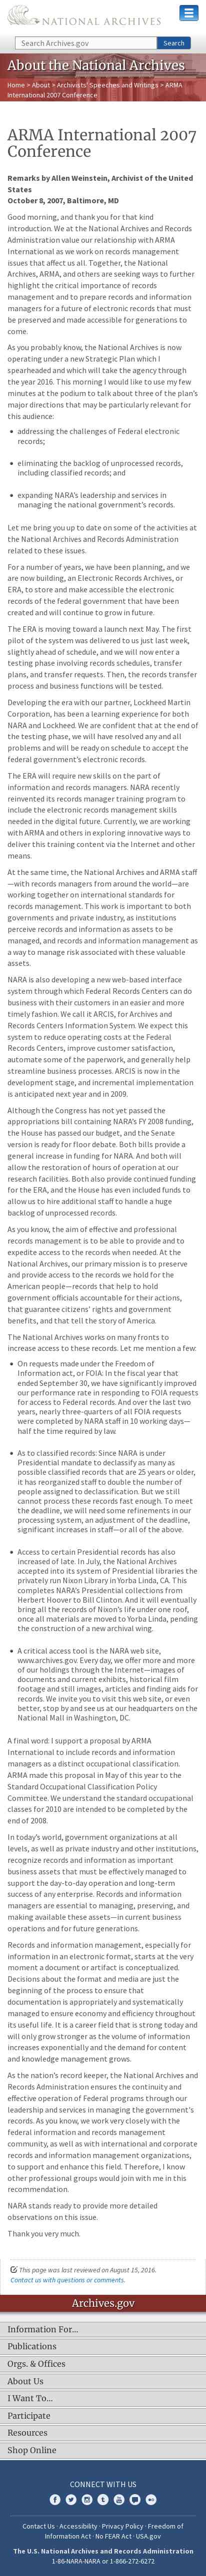 NATIONAL ARCHIVES
Search Archives.gov
Search
About the National Archives
Home > About > Archivists' Speeches and Writings > ARMA
International 2007 Conference
ARMA International 2007
Conference
Remarks by Allen Weinstein, Archivist of the United
States
October 8, 2007, Baltimore, MD
Good morning, and thank you for that kind
introduction. We at the National Archives and Records
Administration value our relationship with ARMA
International as we work on records management
issues that affect us all. Together, the National
Archives, ARMA, and others are seeking ways to further
highlight the critical importance of records
management and to prepare records and information
managers for a future of electronic records that must
be preserved and made accessible for generations to
come.
As you probably know, the National Archives is now
operating under a new Strategic Plan which I
spearheaded and which will take the agency through
the year 2016. This morning I would like to use my few
minutes at the podium to talk about three of the plan's
major directions that may be particularly relevant for
this audience:
addressing the challenges of Federal electronic
records;
eliminating the backlog of unprocessed records,
including classified records; and
expanding NARA's leadership and services in
managing the national government's records.
Let me bring you up to date on some of the activities at
the National Archives and Records Administration
related to these issues.
For a number of years, we have been planning, and we
are now building, an Electronic Records Archives, or
ERA, to store and make accessible the electronic
records of the federal government that have been
created and will continue to grow in future.
The ERA is moving toward a launch next May. The first
pilot of the system was delivered to us just last week,
slightly ahead of schedule, and we will now enter a
testing phase involving records schedules, transfer
plans, and transfer requests. Then, the records transfer
process and business functions will be tested.
Developing the era with our partner, Lockheed Martin
Corporation, has been a learning experience for both
NARA and Lockheed. We are confident that at the end of
the testing phase, we will have resolved any and all
problems and will be ready on schedule to accept the
federal government's electronic records.
The ERA will require new skills on the part of
information and records managers. NARA recently
reinvented its records manager training program to
include the electronic records management skills
needed in the digital future. Currently, we are working
with ARMA and others in exploring innovative ways to
deliver this training content via the Internet and other
means.
At the same time, the National Archives and ARMA staff
—with records managers from around the world—are
working together on international standards for
records management. This work is important to both
governments and private industry, as institutions
perceive records and information as assets to be
managed, and records and information management as
a way to manage risk associated with these valuable
assets.
NARA is also developing a new web-based interface
system through which Federal Records Centers can do
business with their customers in an easier and more
timely fashion. We call it ARCIS, for Archives and
Records Centers Information System. We expect this
system to reduce operating costs at the Federal
Records Centers, improve customer satisfaction,
automate some of the paperwork, and generally help
streamline business processes. ARCIS is now in the
development stage, and incremental implementation
is anticipated next year and in 2009.
Although the Congress has not yet passed the
appropriations bill containing NARA's FY 2008 funding,
the House has passed our budget, and the Senate
version is ready for floor debate. Both bills provide a
general increase in funding for NARA. And both will
allow the restoration of hours of operation at our
research facilities. Both also provide continued funding
for the ERA, and the House has even included funds to
allow us to hire additional staff to handle a huge
backlog of unprocessed records.
As you know, the aim of effective and professional
records management is to be able to provide and to
expedite access to the records when needed. At the
National Archives, our primary mission is to preserve
and provide access to the records we hold for the
American people—records that help to hold
government officials accountable for their actions,
that guarantee citizens' rights and government
benefits, and that tell the story of America.
The National Archives works on many fronts to
increase access to these records. Let me mention a few:
On requests made under the Freedom of
Information act, or FOIA: In the fiscal year that
ended September 30, we have significantly improved
our performance rate in responding to FOIA requests
for access to Federal records. And over the last two
years, nearly three-quarters of all FOIA requests
were completed by NARA staff in 10 working days—
half the time required by law.
As to classified records: Since NARA is under
Presidential mandate to declassify as many as
possible classified records that are 25 years or older,
it has reorganized staff to double the number of
people assigned to declassification. But we still
cannot process these records fast enough. To meet
the deadline, we will need some refinements in our
processing system, an adjustment of the deadline,
significant increases in staff—or all of the above.
Access to certain Presidential records has also
increased of late. In July, the National Archives
accepted into its system of Presidential libraries the
privately run Nixon Library in Yorba Linda, CA. This
completes NARA's Presidential collections from
Herbert Hoover to Bill Clinton. And it will eventually
bring all the records of Nixon's life under one roof,
once all materials are moved to Yorba Linda, pending
the construction of a new archival wing.
A critical access tool is the NARA web site,
www.archives.gov. Every day, we offer more and more
of our holdings through the Internet—images of
documents and current exhibits, historical film
footage and still images, articles and finding aids for
records. We invite you to visit this web site, or even
better, stop by and see us at our headquarters on the
National Mall in Washington, DC.
A final word: I support a proposal by ARMA
International to include records and information
managers as a distinct occupational classification.
ARMA made this proposal in May of this year to the
Standard Occupational Classification Policy
Committee. We understand the standard occupational
classes for 2010 are intended to be completed by the
end of 2008.
In today's world, government organizations at all
levels, as well as private industry and other institutions,
recognize records and information as important
business assets that must be effectively managed to
support the day-to-day operation and long-term
success of any enterprise. Records and information
managers are essential to managing, preserving, and
making available these assets—in current business
operations and for future generations.
Records and information management, especially for
information in an electronic format, starts at the very
moment a document or artifact is conceptualized.
Decisions about the format and media are just the
beginning of the process to ensure that
documentation is appropriately and systematically
managed to ensure economy and efficiency throughout
its useful life. It is clear that this field is strong today
and will only grow stronger as the volume of information
increases exponentially and the demand for content
and knowledge management grows.
As the nation's record keeper, the National Archives and
Records Administration ensures the continuity and
effective operation of Federal programs through our
leadership and services in managing the government's
records. As you know, we work very closely with the
federal information and records management
community, as well as with international and corporate
records and information management organizations,
to support and enhance this field. Therefore, I know
other professional groups would join with me in this
recommendation.
NARA stands ready to provide more detailed
observations on this issue.
Thank you very much.
This page was last reviewed on August 15, 2016.
Contact us with questions or comments.
Archives.gov
Information For...
Publications
Orgs. & Offices
About Us
I Want To...
Participate
Resources
Shop Online
CONNECT WITH US
Contact Us · Accessibility · Privacy Policy · Freedom of
Information Act · No FEAR Act · USA.gov
The U.S. National Archives and Records Administration
1-86-NARA-NARA or 1-866-272-6272